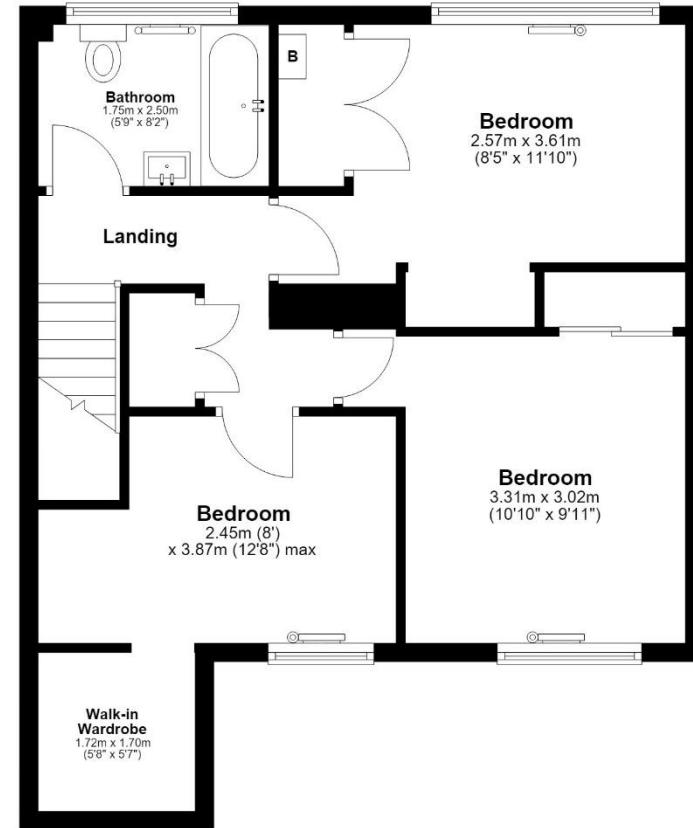 Bathroom
1.75m x 2.50m
(5'9" x 8'2")
B
Bedroom
2.57m x 3.61m
(8'5" x 11'10")
Landing
Bedroom
2.45m (8')
x 3.87m (12'8") max
Bedroom
3.31m x 3.02m
(10'10" x 9'11")
Walk-in
Wardrobe
1.72m x 1.70m
(5'8" x 5'7")